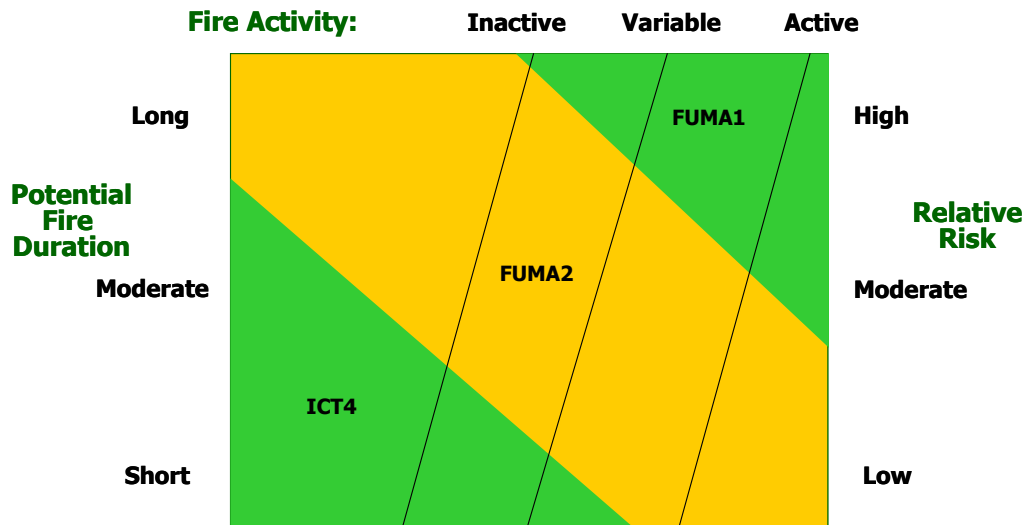 Fire Activity: Inactive Variable Active
Long
FUMA1
High
Potential
Fire
Duration
Relative
Risk
FUMA2
Moderate
Moderate
ICT4
Short
Low